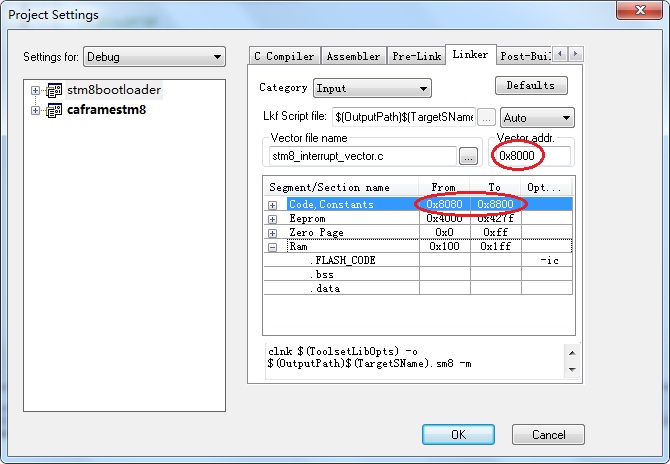 Project Settings
Settings for: Debug
stm8bootloader
caframestm8
C Compiler Assembler Pre-Link Linker Post-Bui
Category Input Defaults
Lkf Script file: $(OutputPath)$(TargetSName ... Auto
Vector file name Vector addr.
stm8_interrupt_vector.c ... 0x8000
Segment/Section name From To Opt...
Code,Constants 0x8080 0x8800
Eeprom 0x4000 0x427f
Zero Page 0x0 0xff
Ram 0x100 0x1ff
.FLASH_CODE -ic
.bss
.data
clnk $(ToolsetLibOpts) -o
$(OutputPath)$(TargetSName).sm8 -m
OK Cancel